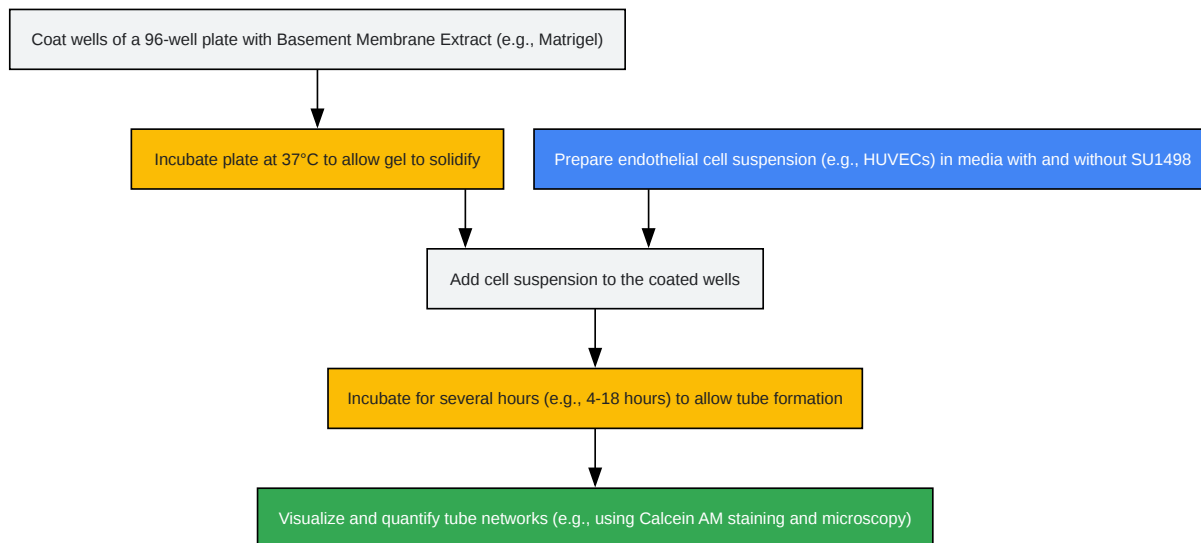 Coat wells of a 96-well plate with Basement Membrane Extract (e.g., Matrigel)
Incubate plate at 37°C to allow gel to solidify
Prepare endothelial cell suspension (e.g., HUVECs) in media with and without SU1498
Add cell suspension to the coated wells
Incubate for several hours (e.g., 4-18 hours) to allow tube formation
Visualize and quantify tube networks (e.g., using Calcein AM staining and microscopy)